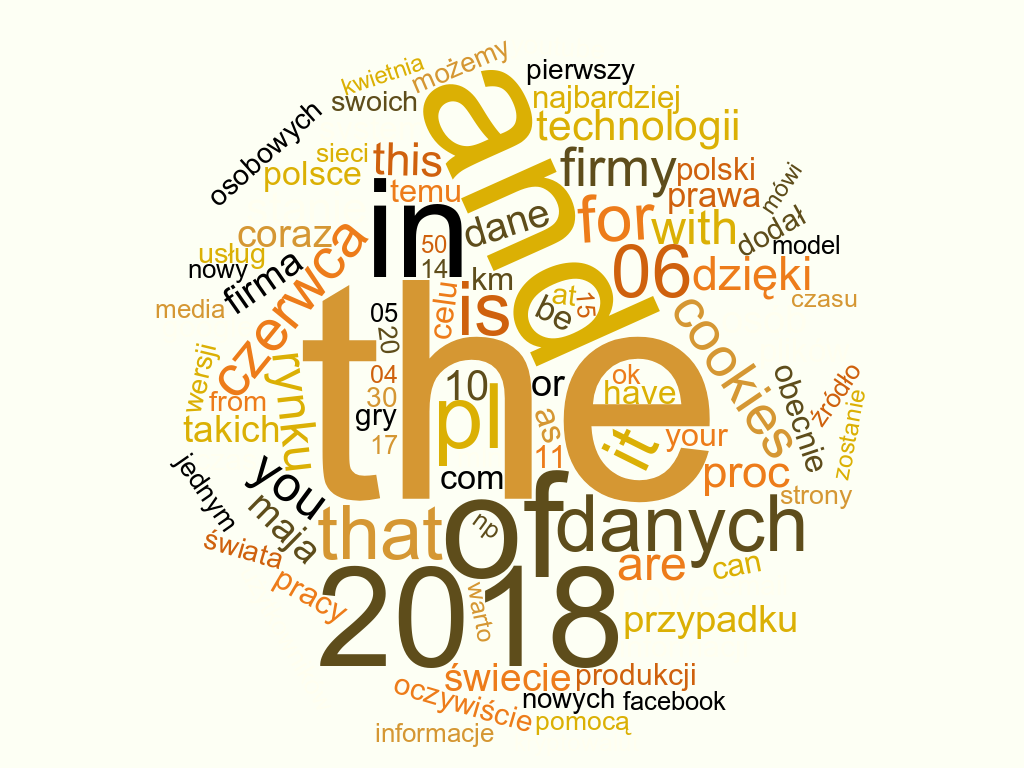 kwietnia
możemy
pierwszy
swoich
and
najbardziej
technologii
osobowych
sieci
this
firmy
polski
polsce
temu
prawa
mówi
in
dane
for
with
dodał
coraz
czerwca
50
06
model
usług
nowy
firma
14
km
dzięki
media
celu
is
at
15
be
czasu
05
20
the
cookies
wersji
rynku
04
10
or
ok
obecnie
źródło
from
30
gry
pl
have
zostanie
takich
17
as
it
your
11
jednym
you
com
proc
strony
maja
that
of
np
danych
świata
are
can
pracy
2018
warto
przypadku
świecie
produkcji
oczywiście
nowych
facebook
pomocą
informacje